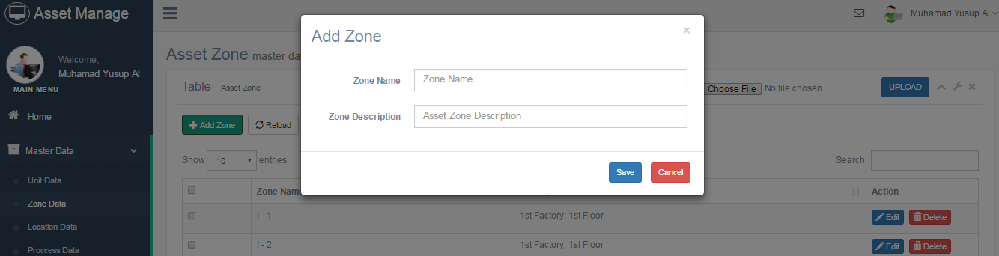 Asset Manage
Muhamad Yusup Al
Welcome,
Muhamad Yusup Al
MAIN MENU
Home
Master Data
Unit Data
Zone Data
Location Data
Proccess Data
Add Zone
×
Zone Name Zone Name
Zone Description Asset Zone Description
Save Cancel
Asset Zone master da
Table Asset Zone Choose File No file chosen UPLOAD
Add Zone Reload
Show 10 entries Search:
Zone Name Action
I - 1 1st Factory; 1st Floor Edit Delete
I - 2 1st Factory; 1st Floor Edit Delete